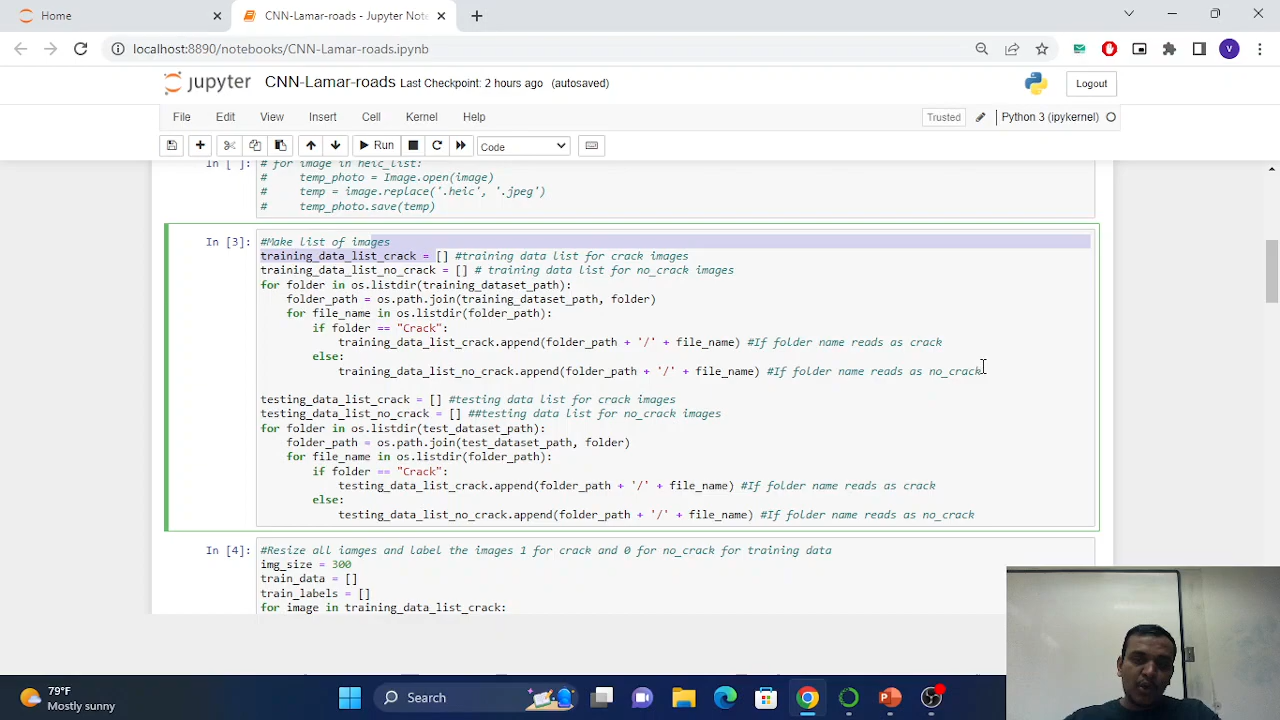 Home
CNN-Lamar-roads - Jupyter Note
localhost:8890/notebooks/CNN-Lamar-roads.ipynb
V
jupyter CNN-Lamar-roads Last Checkpoint: 2 hours ago (autosaved)
Logout
File Edit View Insert Cell Kernel Help
Trusted Python 3 (ipykernel)
Run Code
In [ ]: # for image in heic_list:
#     temp_photo = Image.open(image)
#     temp = image.replace('.heic', '.jpeg')
#     temp_photo.save(temp)
In [3]: #Make list of images
training_data_list_crack = [] #training data list for crack images
training_data_list_no_crack = [] # training data list for no_crack images
for folder in os.listdir(training_dataset_path):
    folder_path = os.path.join(training_dataset_path, folder)
    for file_name in os.listdir(folder_path):
        if folder == "Crack":
            training_data_list_crack.append(folder_path + '/' + file_name) #If folder name reads as crack
        else:
            training_data_list_no_crack.append(folder_path + '/' + file_name) #If folder name reads as no_crack
testing_data_list_crack = [] #testing data list for crack images
testing_data_list_no_crack = [] ##testing data list for no_crack images
for folder in os.listdir(test_dataset_path):
    folder_path = os.path.join(test_dataset_path, folder)
    for file_name in os.listdir(folder_path):
        if folder == "Crack":
            testing_data_list_crack.append(folder_path + '/' + file_name) #If folder name reads as crack
        else:
            testing_data_list_no_crack.append(folder_path + '/' + file_name) #If folder name reads as no_crack
In [4]: #Resize all iamges and label the images 1 for crack and 0 for no_crack for training data
img_size = 300
train_data = []
train_labels = []
for image in training_data_list_crack:
79°F
Mostly sunny
Search